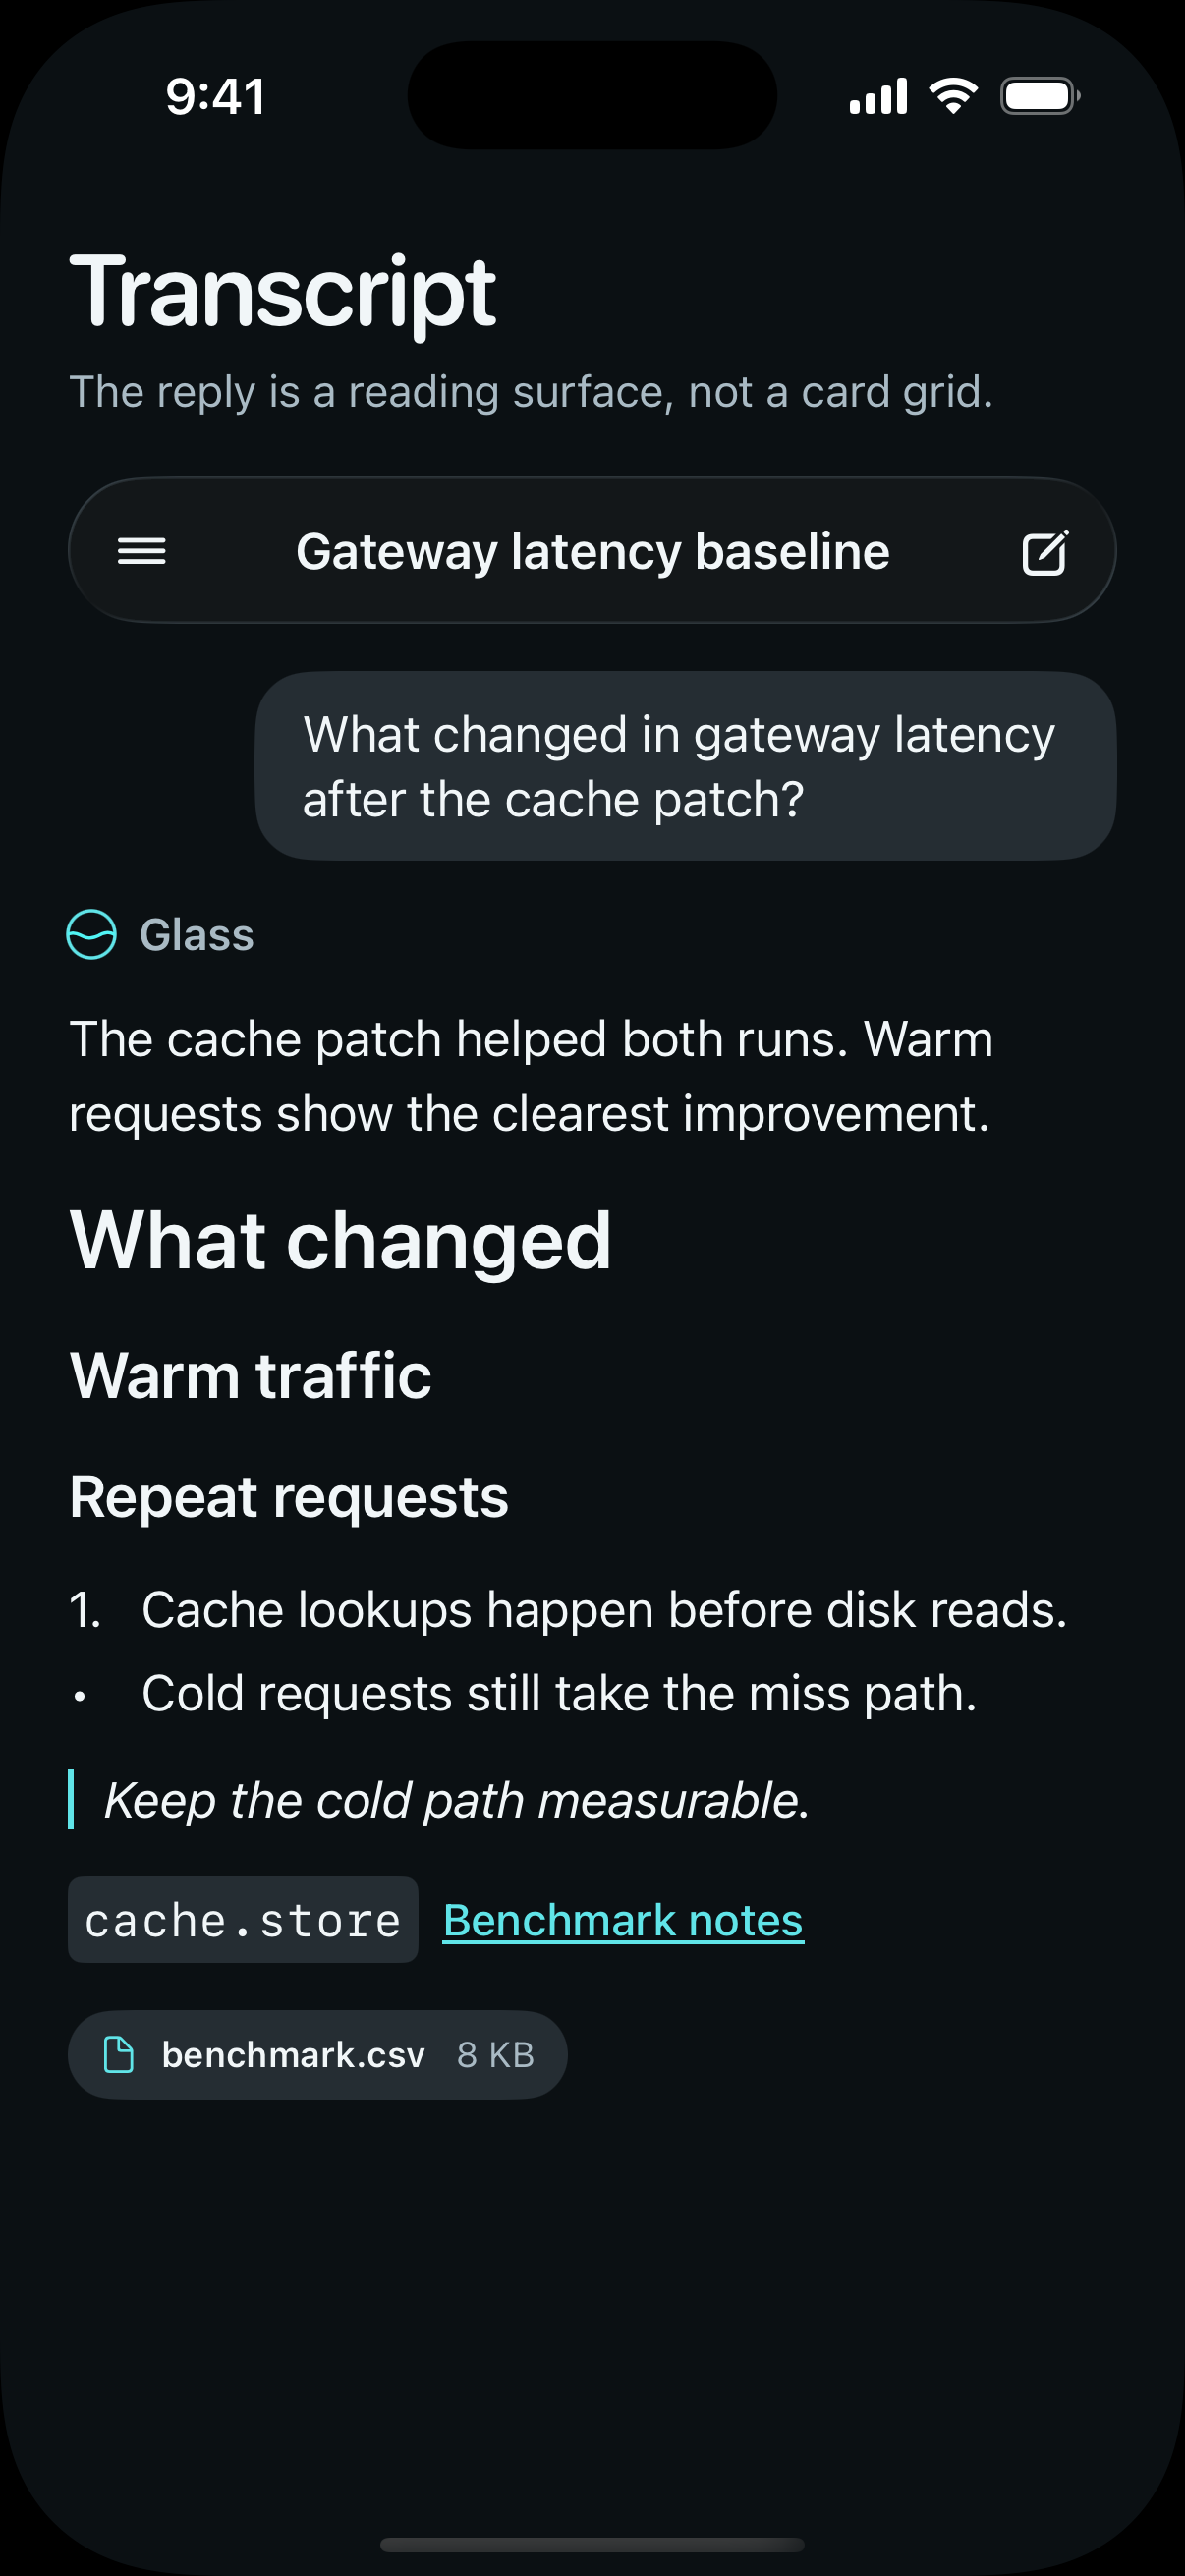 9:41
Transcript
The reply is a reading surface, not a card grid.
Gateway latency baseline
What changed in gateway latency
after the cache patch?
Glass
The cache patch helped both runs. Warm
requests show the clearest improvement.
What changed
Warm traffic
Repeat requests
1. Cache lookups happen before disk reads.
• Cold requests still take the miss path.
Keep the cold path measurable.
cache.store Benchmark notes
benchmark.csv 8 KB